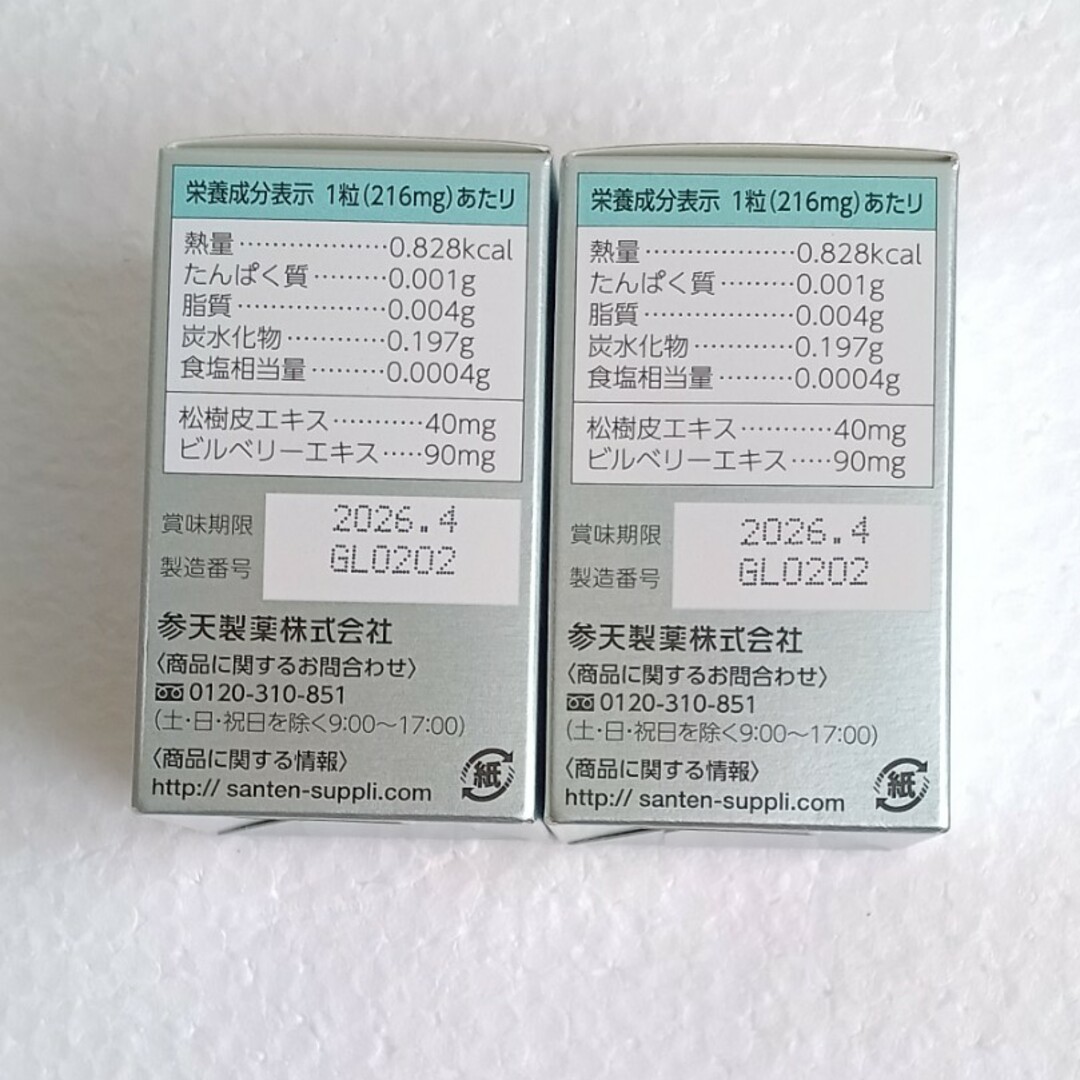 栄養成分表示 1粒(216mg)あたり
熱量………………0.828kcal
たんぱく質………0.001g
脂質………………0.004g
炭水化物…………0.197g
食塩相当量………0.0004g
松樹皮エキス…………40mg
ビルベリーエキス……90mg
賞味期限 2026.4
製造番号 GL0202
参天製薬株式会社
〈商品に関するお問合わせ〉
0120-310-851
(土・日・祝日を除く9:00〜17:00)
〈商品に関する情報〉
http:// santen-suppli.com
紙
栄養成分表示 1粒(216mg)あたり
熱量………………0.828kcal
たんぱく質………0.001g
脂質………………0.004g
炭水化物…………0.197g
食塩相当量………0.0004g
松樹皮エキス…………40mg
ビルベリーエキス……90mg
賞味期限 2026.4
製造番号 GL0202
参天製薬株式会社
〈商品に関するお問合わせ〉
0120-310-851
(土・日・祝日を除く9:00〜17:00)
〈商品に関する情報〉
http:// santen-suppli.com
紙